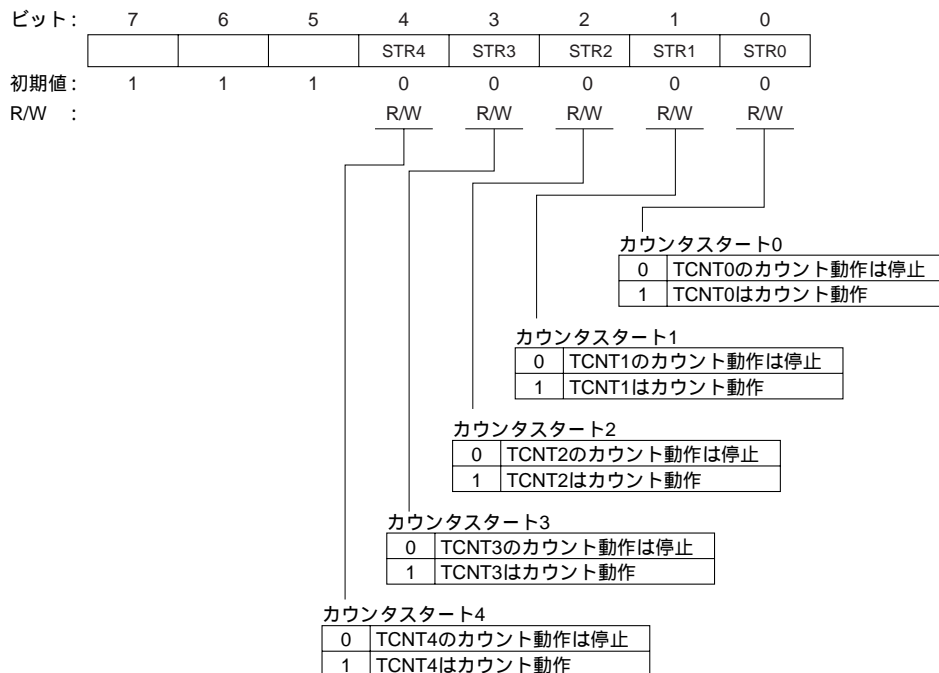 ビット: 7 6 5 4 3 2 1 0
STR4 STR3 STR2 STR1 STR0
初期値: 1 1 1 0 0 0 0 0
R/W : R/W R/W R/W R/W R/W
カウンタスタート0
0 TCNT0のカウント動作は停止
1 TCNT0はカウント動作
カウンタスタート1
0 TCNT1のカウント動作は停止
1 TCNT1はカウント動作
カウンタスタート2
0 TCNT2のカウント動作は停止
1 TCNT2はカウント動作
カウンタスタート3
0 TCNT3のカウント動作は停止
1 TCNT3はカウント動作
カウンタスタート4
0 TCNT4のカウント動作は停止
1 TCNT4はカウント動作